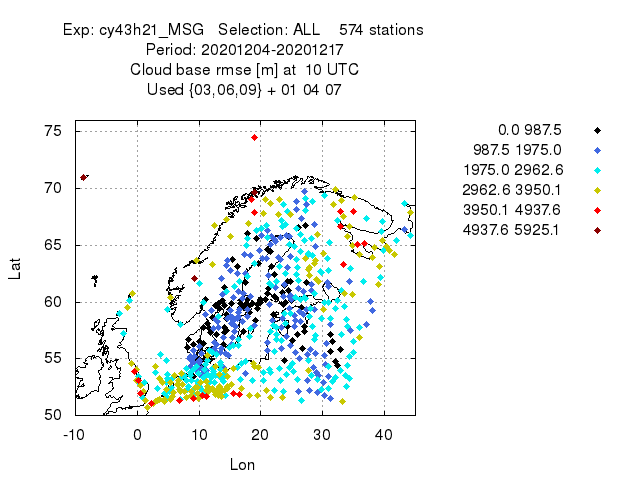 Exp: cy43h21_MSG   Selection: ALL    574 stations
Period: 20201204-20201217
Cloud base rmse [m] at  10 UTC
Used {03,06,09} + 01 04 07
0.0 987.5
987.5 1975.0
1975.0 2962.6
2962.6 3950.1
3950.1 4937.6
4937.6 5925.1
75
70
65
60
55
50
Lat
-10 0 10 20 30 40
Lon